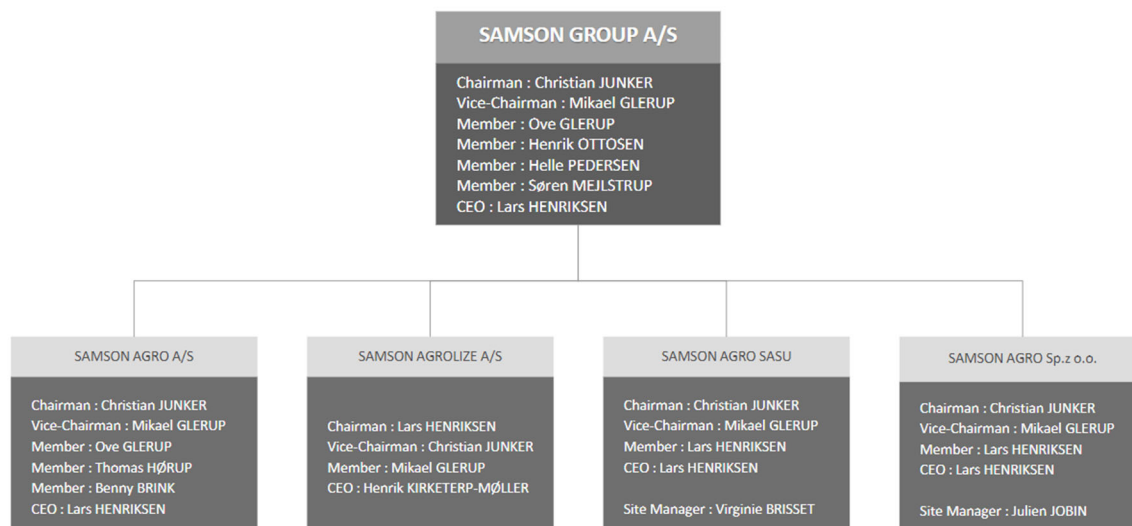 SAMSON GROUP A/S
Chairman : Christian JUNKER
Vice-Chairman : Mikael GLERUP
Member : Ove GLERUP
Member : Henrik OTTOSEN
Member : Helle PEDERSEN
Member : Søren MEJLSTRUP
CEO : Lars HENRIKSEN
SAMSON AGRO A/S
Chairman : Christian JUNKER
Vice-Chairman : Mikael GLERUP
Member : Ove GLERUP
Member : Thomas HØRUP
Member : Benny BRINK
CEO : Lars HENRIKSEN
SAMSON AGROLIZE A/S
Chairman : Lars HENRIKSEN
Vice-Chairman : Christian JUNKER
Member : Mikael GLERUP
CEO : Henrik KIRKETERP-MØLLER
SAMSON AGRO SASU
Chairman : Christian JUNKER
Vice-Chairman : Mikael GLERUP
Member : Lars HENRIKSEN
CEO : Lars HENRIKSEN
Site Manager : Virginie BRISSET
SAMSON AGRO Sp.z o.o.
Chairman : Christian JUNKER
Vice-Chairman : Mikael GLERUP
Member : Lars HENRIKSEN
CEO : Lars HENRIKSEN
Site Manager : Julien JOBIN